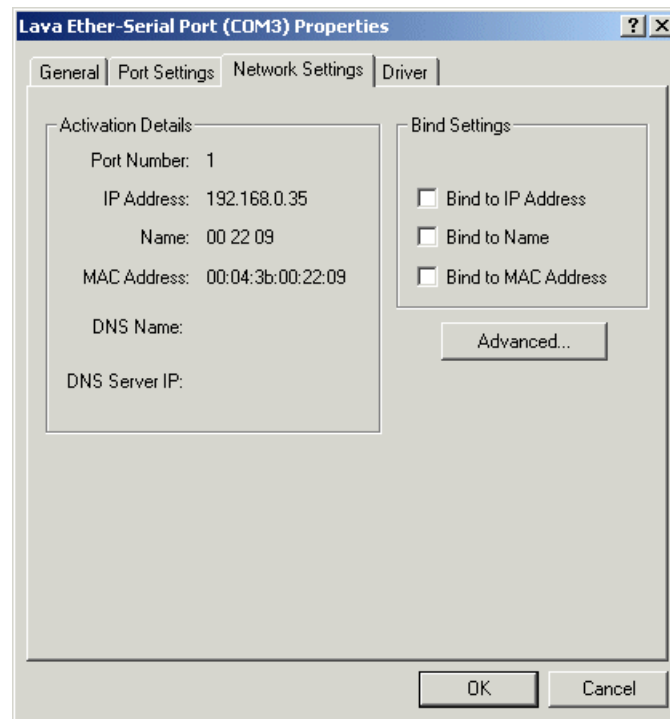 Lava Ether-Serial Port (COM3) Properties
General Port Settings Network Settings Driver
Activation Details
Port Number: 1
IP Address: 192.168.0.35
Name: 00 22 09
MAC Address: 00:04:3b:00:22:09
DNS Name:
DNS Server IP:
Bind Settings
Bind to IP Address
Bind to Name
Bind to MAC Address
Advanced...
OK Cancel